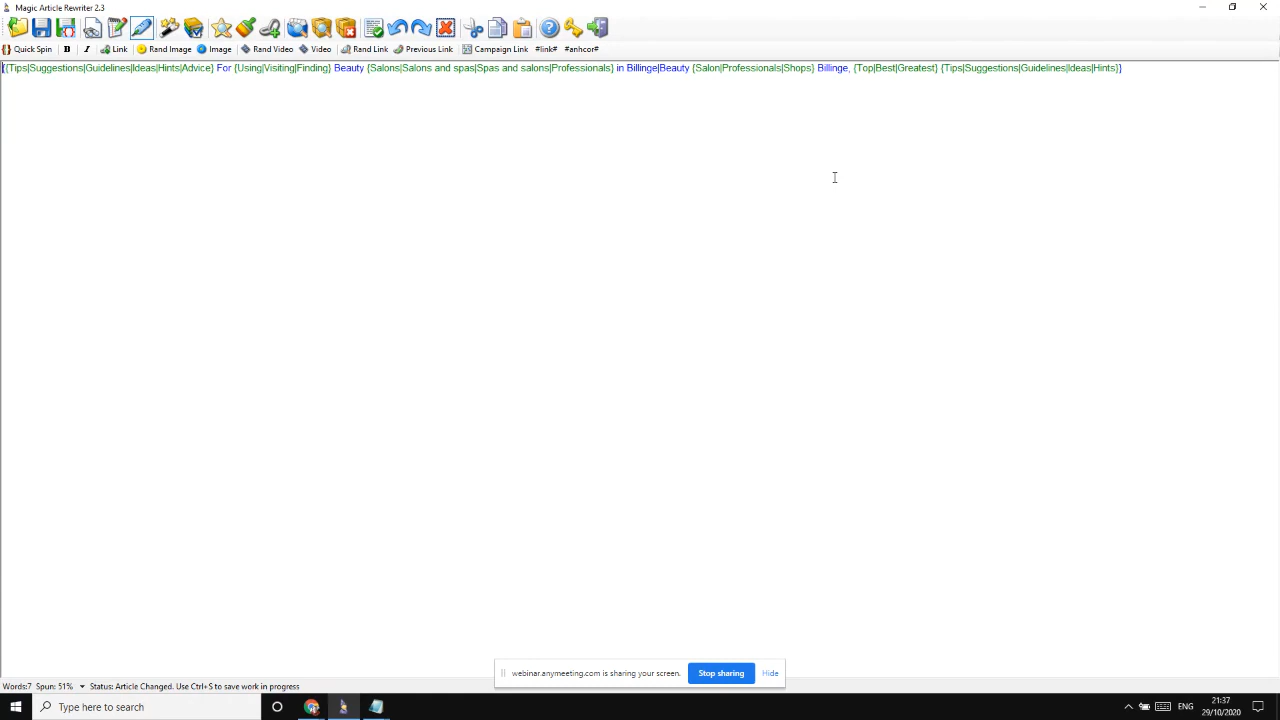 Magic Article Rewriter 2.3
Quick Spin B I Link Rand Image Image Rand Video Video Rand Link Previous Link Campaign Link #link# #anhcor#
{{Tips|Suggestions|Guidelines|Ideas|Hints|Advice} For {Using|Visiting|Finding} Beauty {Salons|Salons and spas|Spas and salons|Professionals} in Billinge|Beauty {Salon|Professionals|Shops} Billinge, {Top|Best|Greatest} {Tips|Suggestions|Guidelines|Ideas|Hints}}
webinar.anymeeting.com is sharing your screen. Stop sharing Hide
Words:7 Spun: 51% Status: Article Changed. Use Ctrl+S to save work in progress
Type here to search
ENG
21:37
29/10/2020